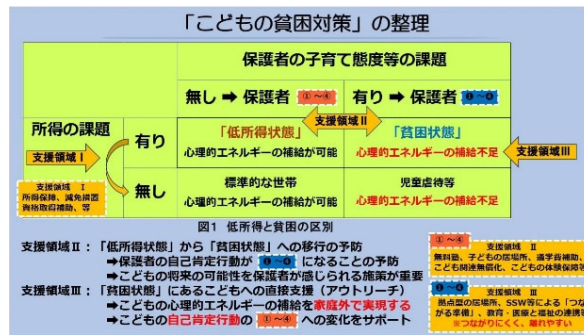 「こどもの貧困対策」の整理
保護者の子育て態度等の課題
無し ➡ 保護者 ①~④
有り ➡ 保護者 ❶~❹
支援領域Ⅱ
所得の課題
支援領域Ⅰ
有り
「低所得状態」
心理的エネルギーの補給が可能
「貧困状態」
心理的エネルギーの補給不足
支援領域Ⅲ
支援領域 Ⅰ
所得保障、減免措置
資格取得補助、等
無し
標準的な世帯
心理的エネルギーの補給が可能
児童虐待等
心理的エネルギーの補給不足
図1 低所得と貧困の区別
支援領域Ⅱ:「低所得状態」から「貧困状態」への移行の予防
➡保護者の自己肯定行動が ❶~❹ になることの予防
➡こどもの将来の可能性を保護者が感じられる施策が重要
支援領域Ⅲ:「貧困状態」にあるこどもへの直接支援(アウトリーチ)
➡こどもの心理的エネルギーの補給を家庭外で実現する
➡こどもの自己肯定行動の ①~④ への変化をサポート
①~④
支援領域 Ⅱ
無料塾、子どもの居場所、進学資補助、
こども関連無償化、こどもの体験保障等
❶~❹
支援領域 Ⅲ
拠点型の居場所、SSW等による「つな
がる準備」、教育・医療と福祉の連携
※つながりにくく、離れやすい